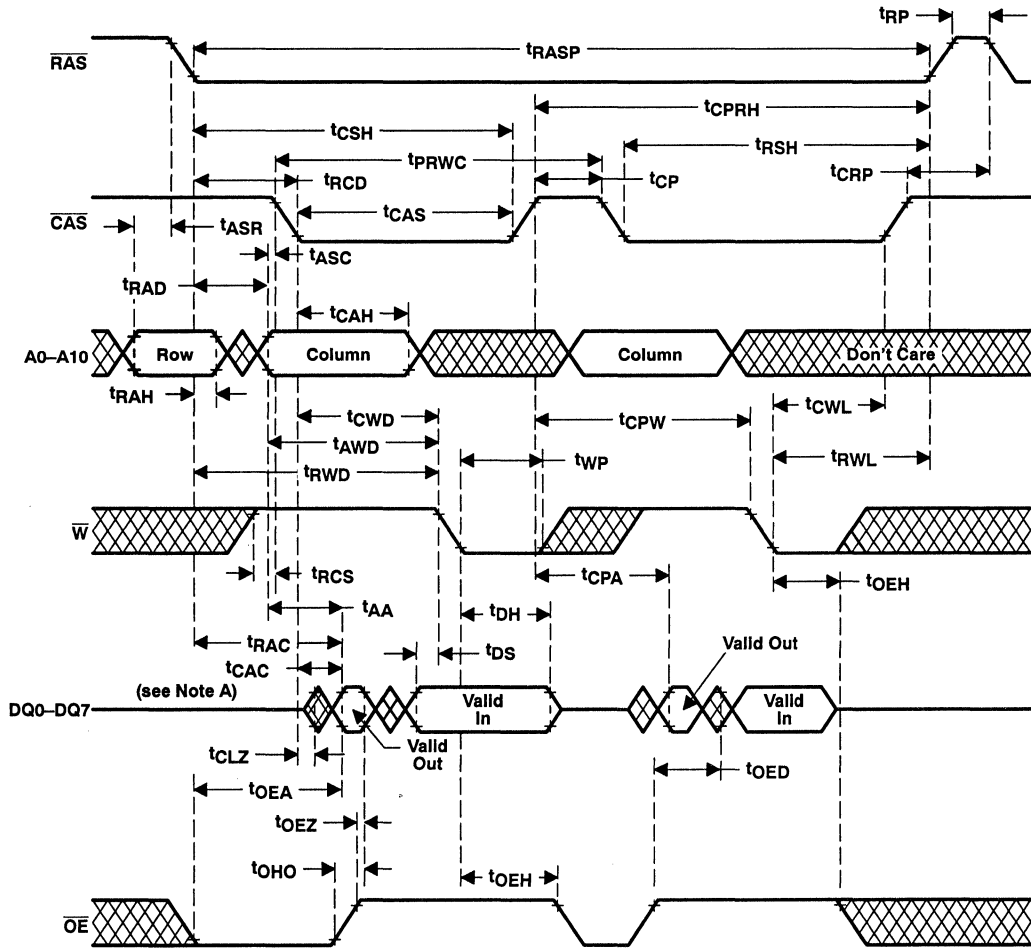 tRP
RAS
tRASP
tCPRH
tCSH
tRSH
tPRWC
tRCD
tCP
tCRP
CAS
tCAS
tASR
tASC
tRAD
tCAH
A0–A10
Row
Column
Column
Don't Care
tRAH
tCWD
tCPW
tCWL
tAWD
tWP
tRWL
tRWD
W
tRCS
tCPA
tOEH
tAA
tDH
tRAC
tDS
Valid Out
tCAC
(see Note A)
DQ0–DQ7
Valid
In
Valid
In
tCLZ
Valid
Out
tOED
tOEA
tOEZ
tOHO
tOEH
OE